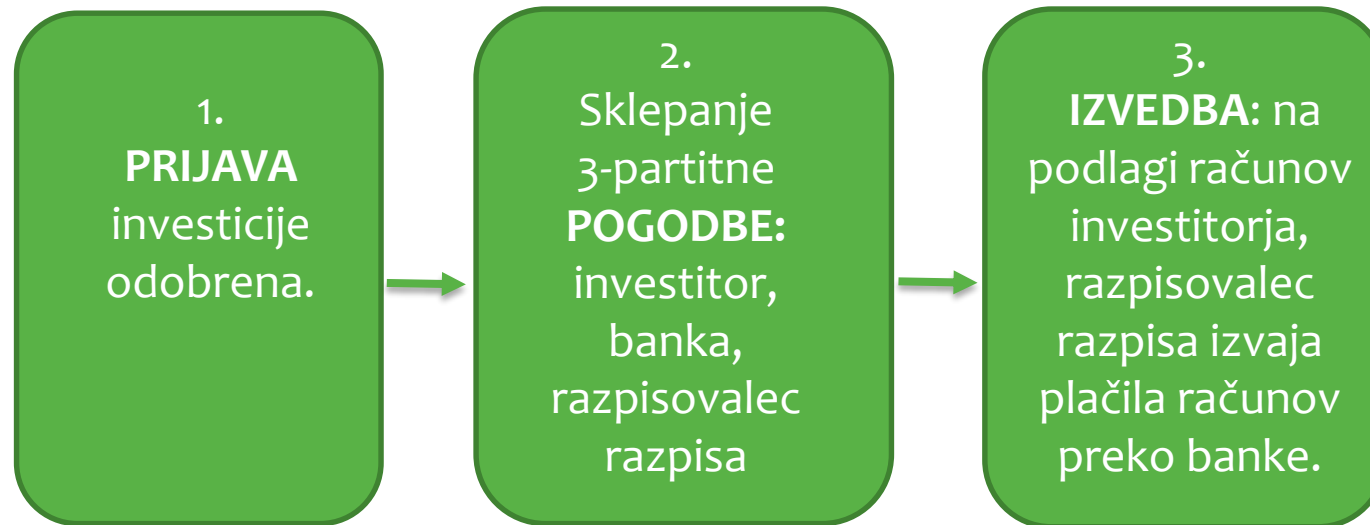 1.
PRIJAVA
investicije
odobrena.
2.
Sklepanje
3-partitne
POGODBE:
investitor,
banka,
razpisovalec
razpisa
3.
IZVEDBA: na
podlagi računov
investitorja,
razpisovalec
razpisa izvaja
plačila računov
preko banke.